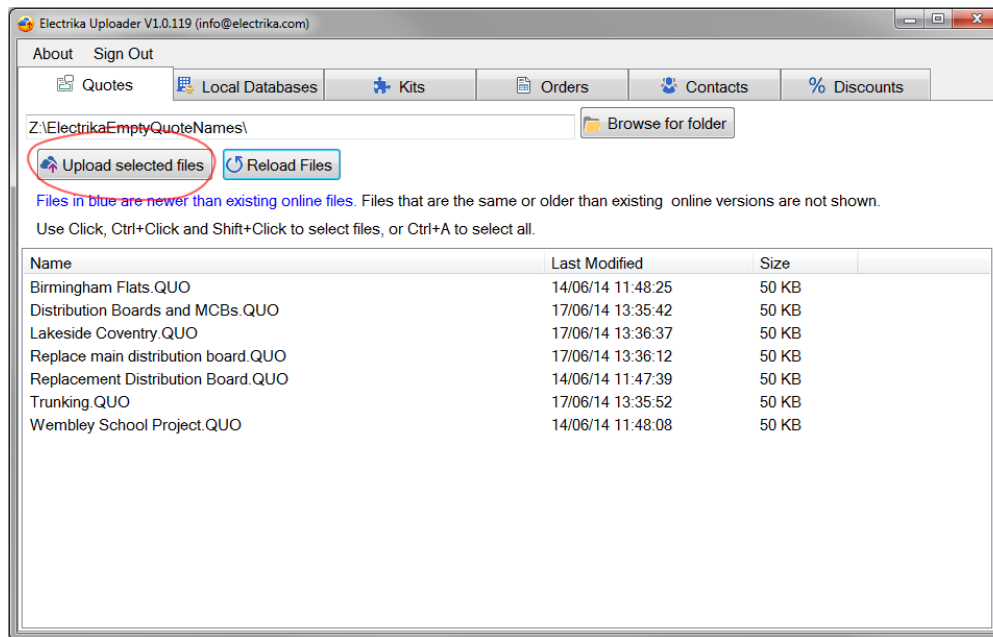 Electrika Uploader V1.0.119 (info@electrika.com)
About Sign Out
Quotes Local Databases Kits Orders Contacts % Discounts
Z:\ElectrikaEmptyQuoteNames\ Browse for folder
Upload selected files Reload Files
Files in blue are newer than existing online files. Files that are the same or older than existing online versions are not shown.
Use Click, Ctrl+Click and Shift+Click to select files, or Ctrl+A to select all.
Name Last Modified Size
Birmingham Flats.QUO 14/06/14 11:48:25 50 KB
Distribution Boards and MCBs.QUO 17/06/14 13:35:42 50 KB
Lakeside Coventry.QUO 17/06/14 13:36:37 50 KB
Replace main distribution board.QUO 17/06/14 13:36:12 50 KB
Replacement Distribution Board.QUO 14/06/14 11:47:39 50 KB
Trunking.QUO 17/06/14 13:35:52 50 KB
Wembley School Project.QUO 14/06/14 11:48:08 50 KB